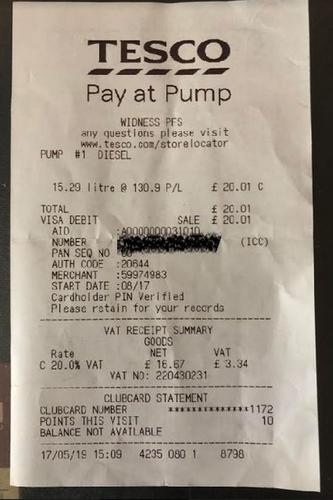 TESCO
Pay at Pump
WIDNESS PFS
any questions please visit
www.tesco.com/storelocator
PUMP #1 DIESEL
15.29 litre @ 130.9 P/L £ 20.01 C
TOTAL £ 20.01
VISA DEBIT SALE £ 20.01
AID :A0000000031010
NUMBER : (ICC)
PAN SEQ NO
AUTH CODE :20644
MERCHANT :59974983
START DATE :08/17
Cardholder PIN Verified
Please retain for your records
VAT RECEIPT SUMMARY
GOODS
Rate NET VAT
C 20.0% VAT £ 16.67 £ 3.34
VAT NO: 220430231
CLUBCARD STATEMENT
CLUBCARD NUMBER **************1172
POINTS THIS VISIT 10
BALANCE NOT AVAILABLE
17/05/19 15:09 4235 080 1 8798